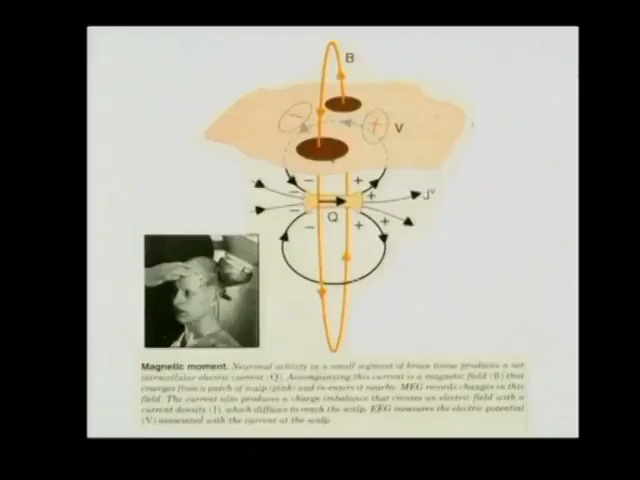 B
V
J^V
Q
Magnetic moment. Neuronal activity in a small segment of brain tissue produces a net
intracellular electric current (Q). Accompanying this current is a magnetic field (B) that
emerges from a patch of scalp (pink) and re-enters it nearby. MEG records changes in this
field. The current also produces a charge imbalance that creates an electric field with a
current density (J), which diffuses to reach the scalp. EEG measures the electric potential
(V) associated with the current at the scalp.